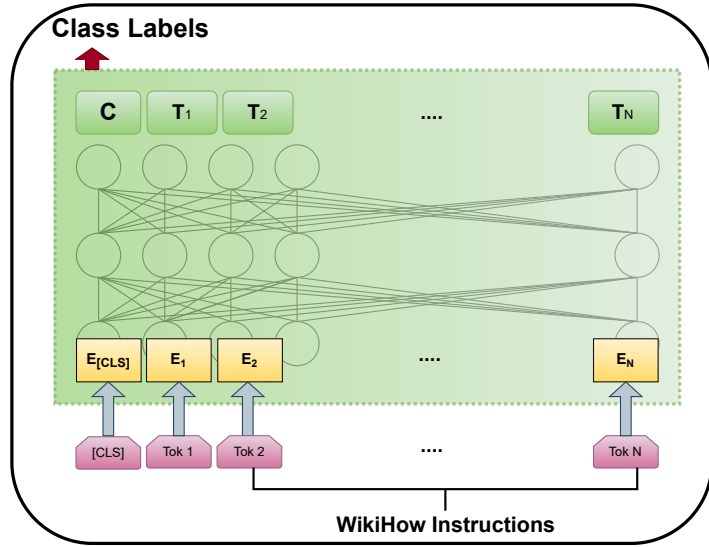 Class Labels
C T1 T2 .... TN
E[CLS] E1 E2 .... EN
[CLS] Tok 1 Tok 2 .... Tok N
WikiHow Instructions